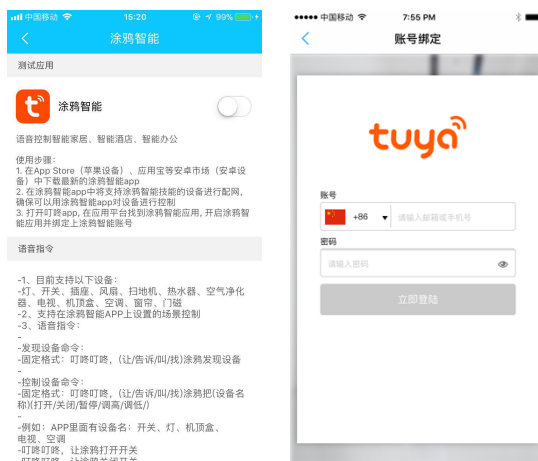 中国移动 15:20 99%
涂鸦智能
测试应用
涂鸦智能
语音控制智能家居、智能酒店、智能办公
使用步骤:
1. 在App Store（苹果设备）、应用宝等安卓市场（安卓设
备）中下载最新的涂鸦智能app
2. 在涂鸦智能app中将支持涂鸦智能技能的设备进行配网,
确保可以用涂鸦智能app对设备进行控制
3. 打开叮咚app, 在应用平台找到涂鸦智能应用, 开启涂鸦智
能应用并绑定上涂鸦智能账号
语音指令
-1、目前支持以下设备：
-灯、开关、插座、风扇、扫地机、热水器、空气净化
器、电视、机顶盒、空调、窗帘、门磁
-2、支持在涂鸦智能APP上设置的场景控制
-3、语音指令：
-
-发现设备命令：
-固定格式：叮咚叮咚，(让/告诉/叫/找)涂鸦发现设备
-
-控制设备命令：
-固定格式：叮咚叮咚，(让/告诉/叫/找)涂鸦把(设备名
称)(打开/关闭/暂停/调高/调低/)
-
-例如：APP里面有设备名：开关、灯、机顶盒、
电视、空调
-叮咚叮咚，让涂鸦打开开关
-叮咚叮咚，让涂鸦关闭开关
中国移动 7:55 PM
账号绑定
tuya
账号
+86 请输入邮箱或手机号
密码
请输入密码
立即登陆